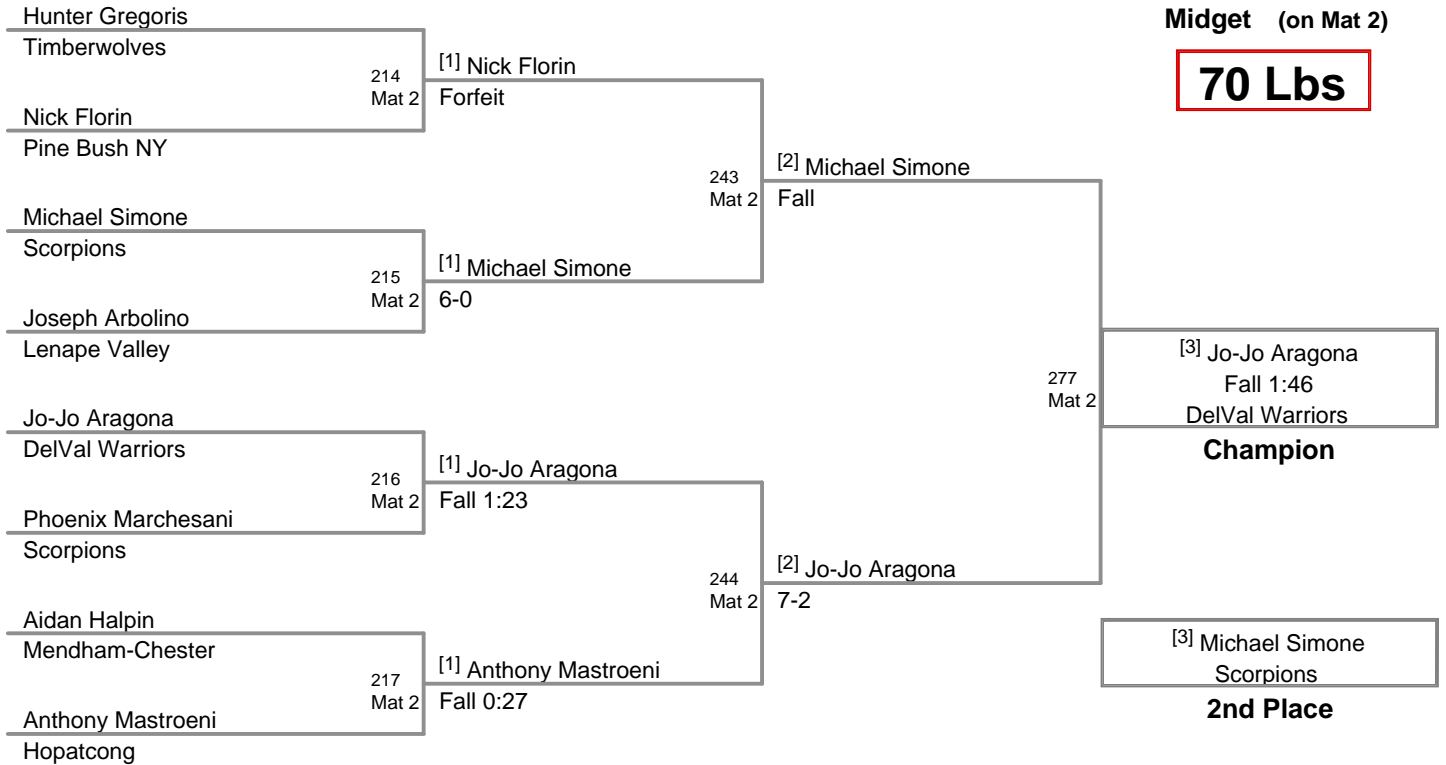 Midget (on Mat 2)
70 Lbs
Hunter Gregoris
Timberwolves
214
Mat 2
[1] Nick Florin
Forfeit
Nick Florin
Pine Bush NY
243
Mat 2
[2] Michael Simone
Fall
Michael Simone
Scorpions
215
Mat 2
[1] Michael Simone
6-0
Joseph Arbolino
Lenape Valley
277
Mat 2
[3] Jo-Jo Aragona
Fall 1:46
DelVal Warriors
Champion
Jo-Jo Aragona
DelVal Warriors
216
Mat 2
[1] Jo-Jo Aragona
Fall 1:23
Phoenix Marchesani
Scorpions
244
Mat 2
[2] Jo-Jo Aragona
7-2
Aidan Halpin
Mendham-Chester
217
Mat 2
[1] Anthony Mastroeni
Fall 0:27
Anthony Mastroeni
Hopatcong
[3] Michael Simone
Scorpions
2nd Place